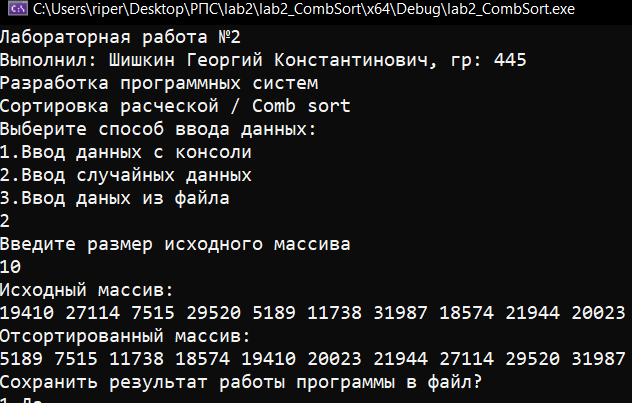 C:\Users\riper\Desktop\РПС\lab2\lab2_CombSort\x64\Debug\lab2_CombSort.exe
Лабораторная работа №2
Выполнил: Шишкин Георгий Константинович, гр: 445
Разработка программных систем
Сортировка расческой / Comb sort
Выберите способ ввода данных:
1.Ввод данных с консоли
2.Ввод случайных данных
3.Ввод даных из файла
2
Введите размер исходного массива
10
Исходный массив:
19410 27114 7515 29520 5189 11738 31987 18574 21944 20023
Отсортированный массив:
5189 7515 11738 18574 19410 20023 21944 27114 29520 31987
Сохранить результат работы программы в файл?
1.Да